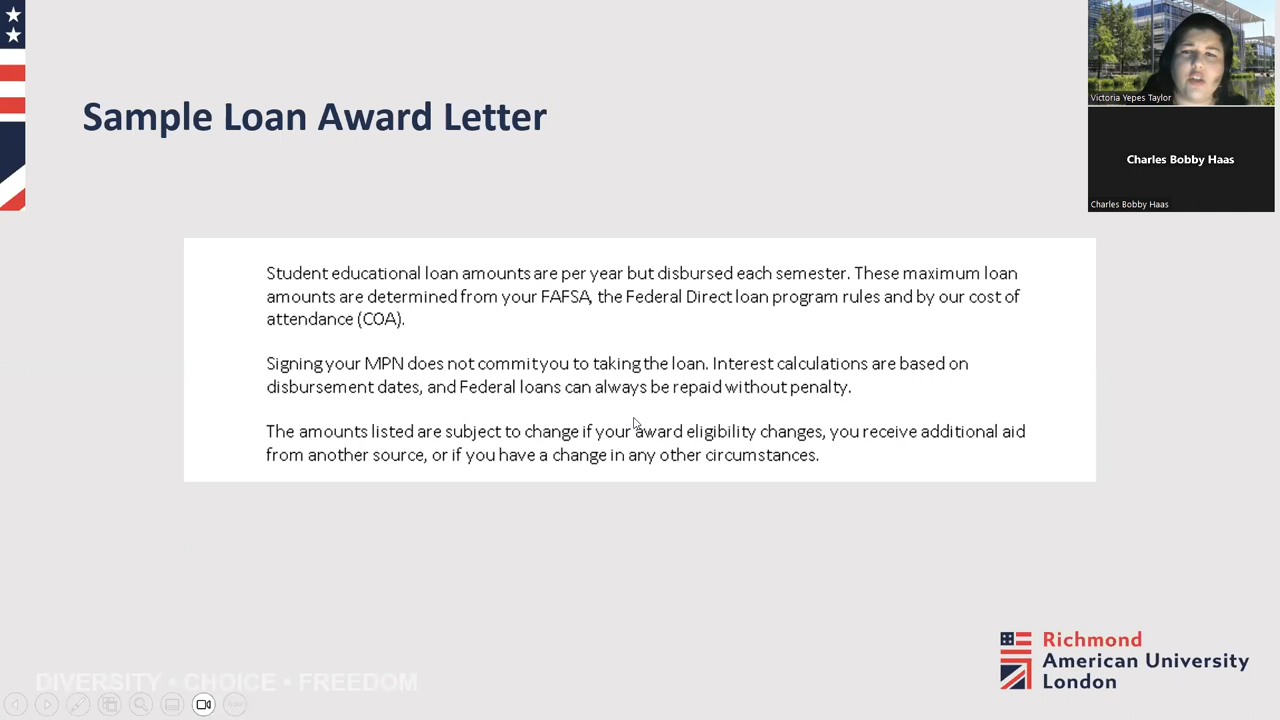 Sample Loan Award Letter
Victoria Yepes Taylor
Charles Bobby Haas
Charles Bobby Haas
Student educational loan amounts are per year but disbursed each semester. These maximum loan
amounts are determined from your FAFSA, the Federal Direct loan program rules and by our cost of
attendance (COA).
Signing your MPN does not commit you to taking the loan. Interest calculations are based on
disbursement dates, and Federal loans can always be repaid without penalty.
The amounts listed are subject to change if your award eligibility changes, you receive additional aid
from another source, or if you have a change in any other circumstances.
Richmond
American University
London
DIVERSITY • CHOICE • FREEDOM